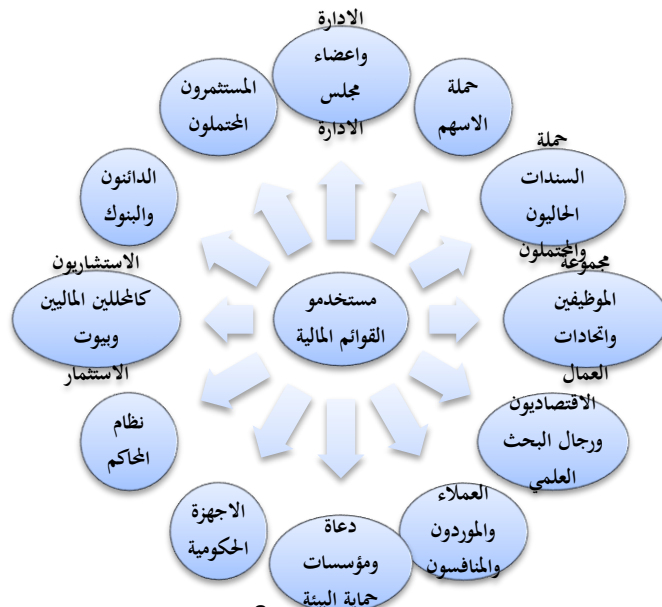 الادارة
واعضاء
مجلس
الادارة
حملة
الاسهم
حملة
السندات
الحاليون
والمحتملون
مجموعة
الموظيفين
واتحادات
العمال
الاقتصاديون
ورجال البحث
العلمي
العملاء
والموردون
والمنافسون
دعاة
ومؤسسات
حماية البيئة
الاجهزة
الحكومية
نظام
المحاكم
الاستشاريون
كالمحللين الماليين
وبيوت
الاستثمار
الدائنون
والبنوك
المستثمرون
المحتملون
مستخدمو
القوائم المالية